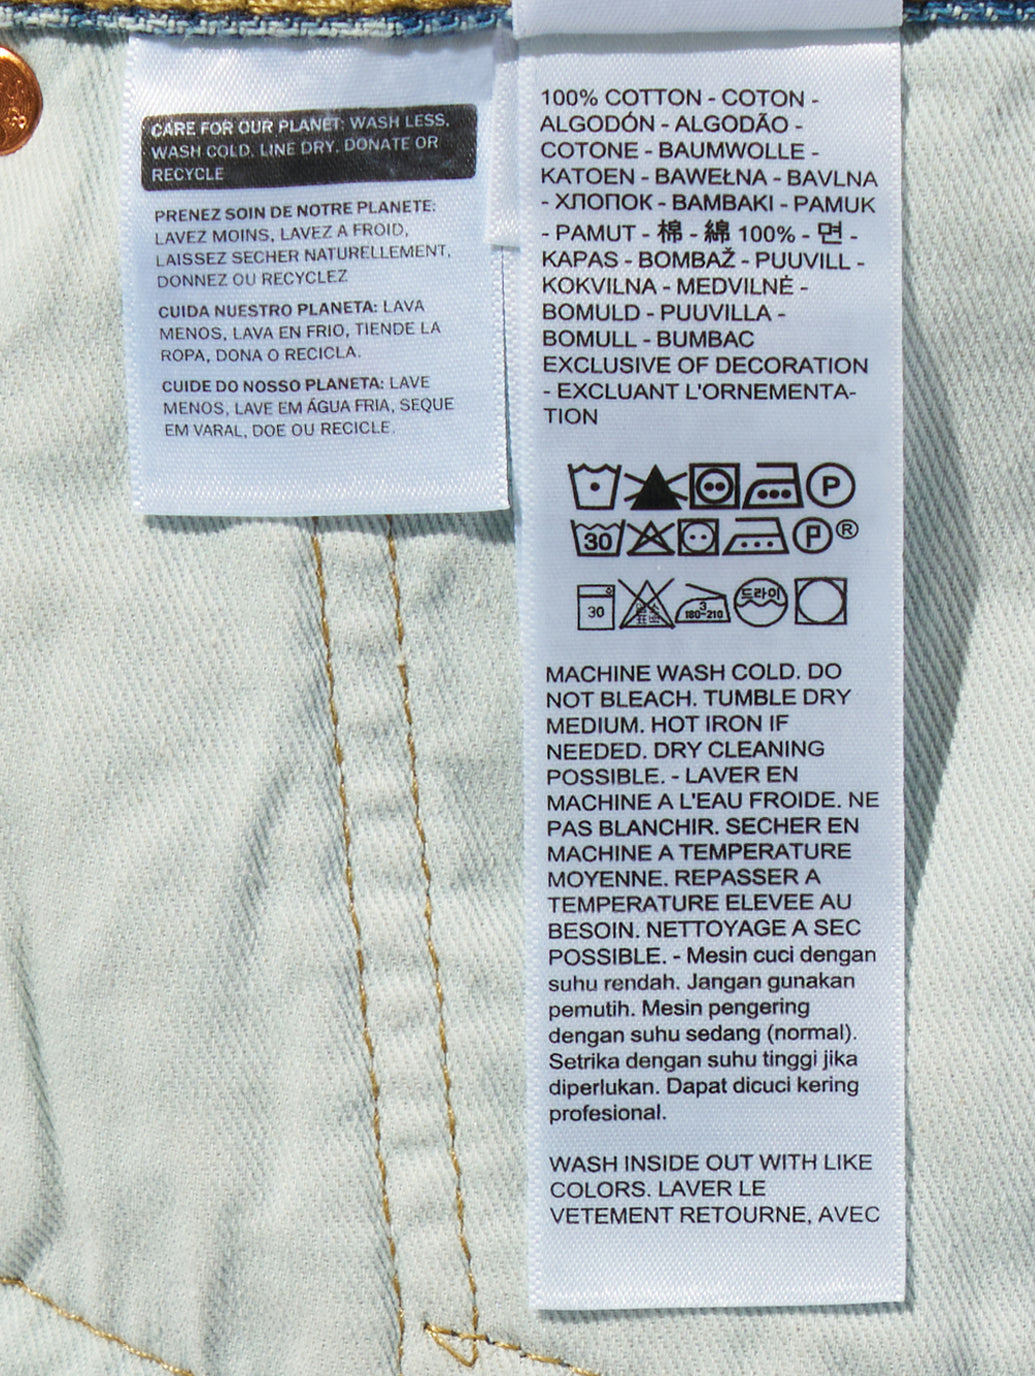 CARE FOR OUR PLANET: WASH LESS,
WASH COLD, LINE DRY, DONATE OR
RECYCLE
PRENEZ SOIN DE NOTRE PLANETE:
LAVEZ MOINS, LAVEZ A FROID,
LAISSEZ SECHER NATURELLEMENT,
DONNEZ OU RECYCLEZ
CUIDA NUESTRO PLANETA: LAVA
MENOS, LAVA EN FRIO, TIENDE LA
ROPA, DONA O RECICLA.
CUIDE DO NOSSO PLANETA: LAVE
MENOS, LAVE EM ÁGUA FRIA, SEQUE
EM VARAL, DOE OU RECICLE.
100% COTTON - COTON -
ALGODÓN - ALGODÃO -
COTONE - BAUMWOLLE -
KATOEN - BAWEŁNA - BAVLNA
- ХЛОПОК - BAMBAKI - PAMUK
- PAMUT - 棉 - 綿 100% - 면 -
KAPAS - BOMBAŽ - PUUVILL -
KOKVILNA - MEDVILNĖ -
BOMULD - PUUVILLA -
BOMULL - BUMBAC
EXCLUSIVE OF DECORATION
- EXCLUANT L'ORNEMENTA-
TION
P
30 P ®
30 3 180~210 드라이
MACHINE WASH COLD. DO
NOT BLEACH. TUMBLE DRY
MEDIUM. HOT IRON IF
NEEDED. DRY CLEANING
POSSIBLE. - LAVER EN
MACHINE A L'EAU FROIDE. NE
PAS BLANCHIR. SECHER EN
MACHINE A TEMPERATURE
MOYENNE. REPASSER A
TEMPERATURE ELEVEE AU
BESOIN. NETTOYAGE A SEC
POSSIBLE. - Mesin cuci dengan
suhu rendah. Jangan gunakan
pemutih. Mesin pengering
dengan suhu sedang (normal).
Setrika dengan suhu tinggi jika
diperlukan. Dapat dicuci kering
profesional.
WASH INSIDE OUT WITH LIKE
COLORS. LAVER LE
VETEMENT RETOURNE, AVEC